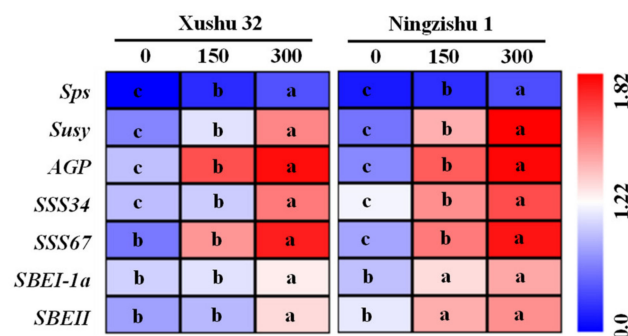 Xushu 32 Ningzishu 1
0 150 300 0 150 300
Sps c b a c b a
Susy c b a c b a
AGP c b a c b a
SSS34 c b a c b a
SSS67 b b a c b a
SBEI-1a b b a b a a
SBEII b b a b a a
1.82
1.22
0.0